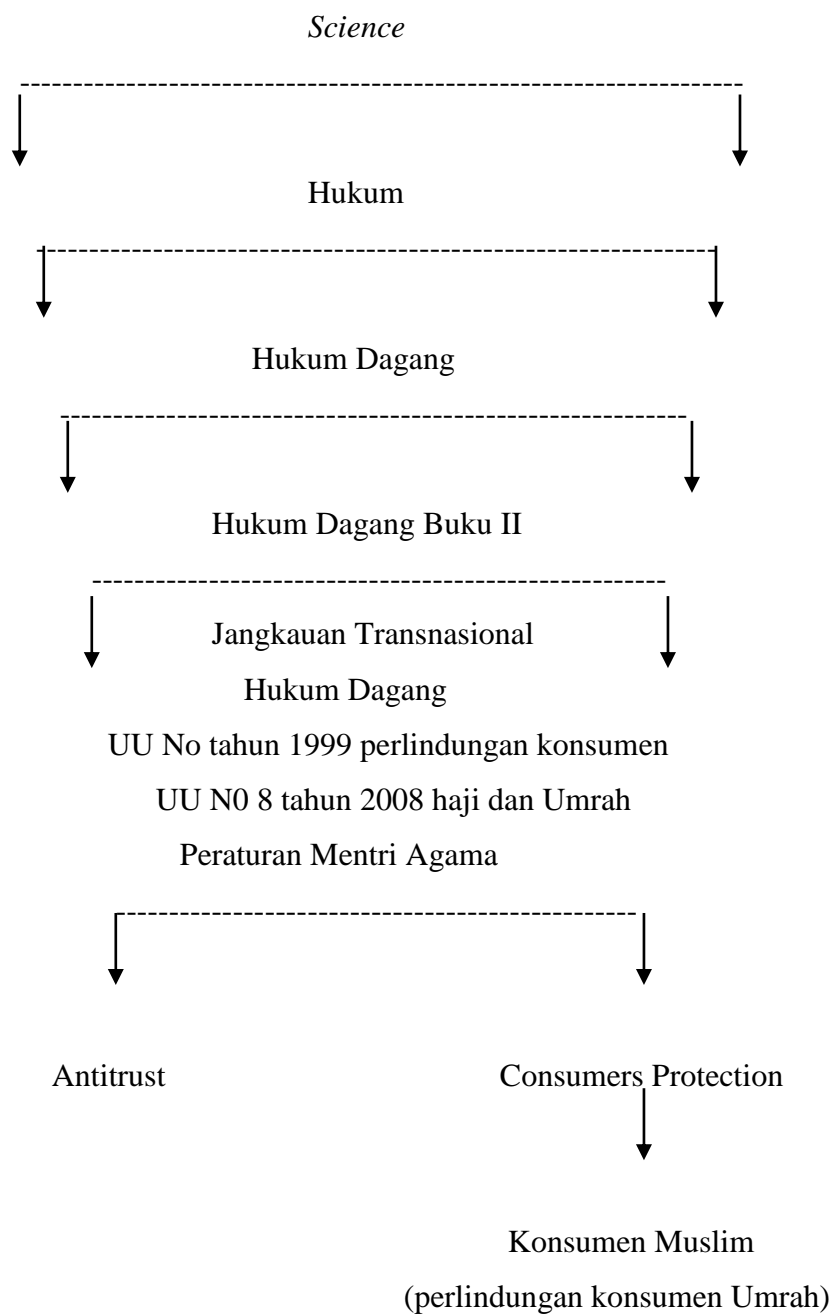 Science
Hukum
Hukum Dagang
Hukum Dagang Buku II
Jangkauan Transnasional
Hukum Dagang
UU No tahun 1999 perlindungan konsumen
UU N0 8 tahun 2008 haji dan Umrah
Peraturan Mentri Agama
Antitrust Consumers Protection
Konsumen Muslim
(perlindungan konsumen Umrah)